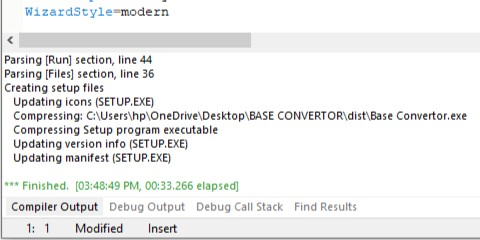 WizardStyle=modern
Parsing [Run] section, line 44
Parsing [Files] section, line 36
Creating setup files
Updating icons (SETUP.EXE)
Compressing: C:\Users\hp\OneDrive\Desktop\BASE CONVERTOR\dist\Base Convertor.exe
Compressing Setup program executable
Updating version info (SETUP.EXE)
Updating manifest (SETUP.EXE)
*** Finished. [03:48:49 PM, 00:33.266 elapsed]
Compiler Output Debug Output Debug Call Stack Find Results
1: 1 Modified Insert